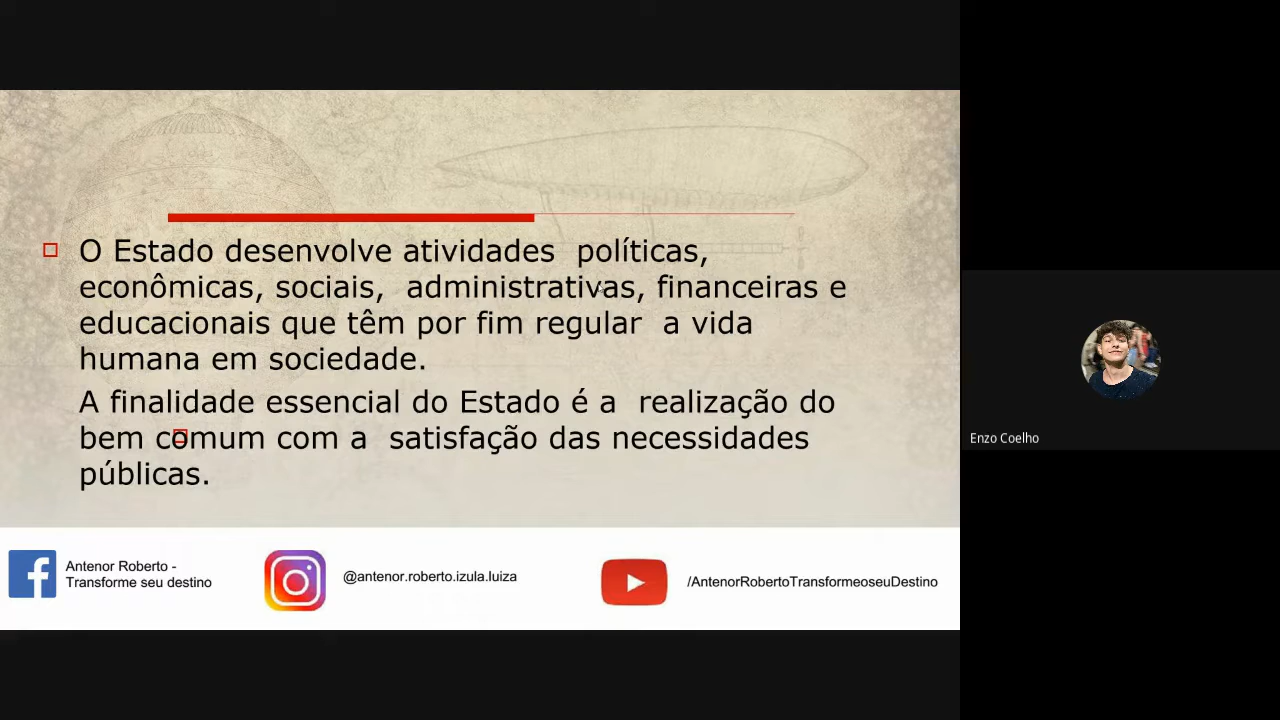 O Estado desenvolve atividades políticas,
econômicas, sociais, administrativas, financeiras e
educacionais que têm por fim regular a vida
humana em sociedade.
A finalidade essencial do Estado é a realização do
bem comum com a satisfação das necessidades
públicas.
Enzo Coelho
Antenor Roberto -
Transforme seu destino
@antenor.roberto.izula.luiza
/AntenorRobertoTransformeoseuDestino